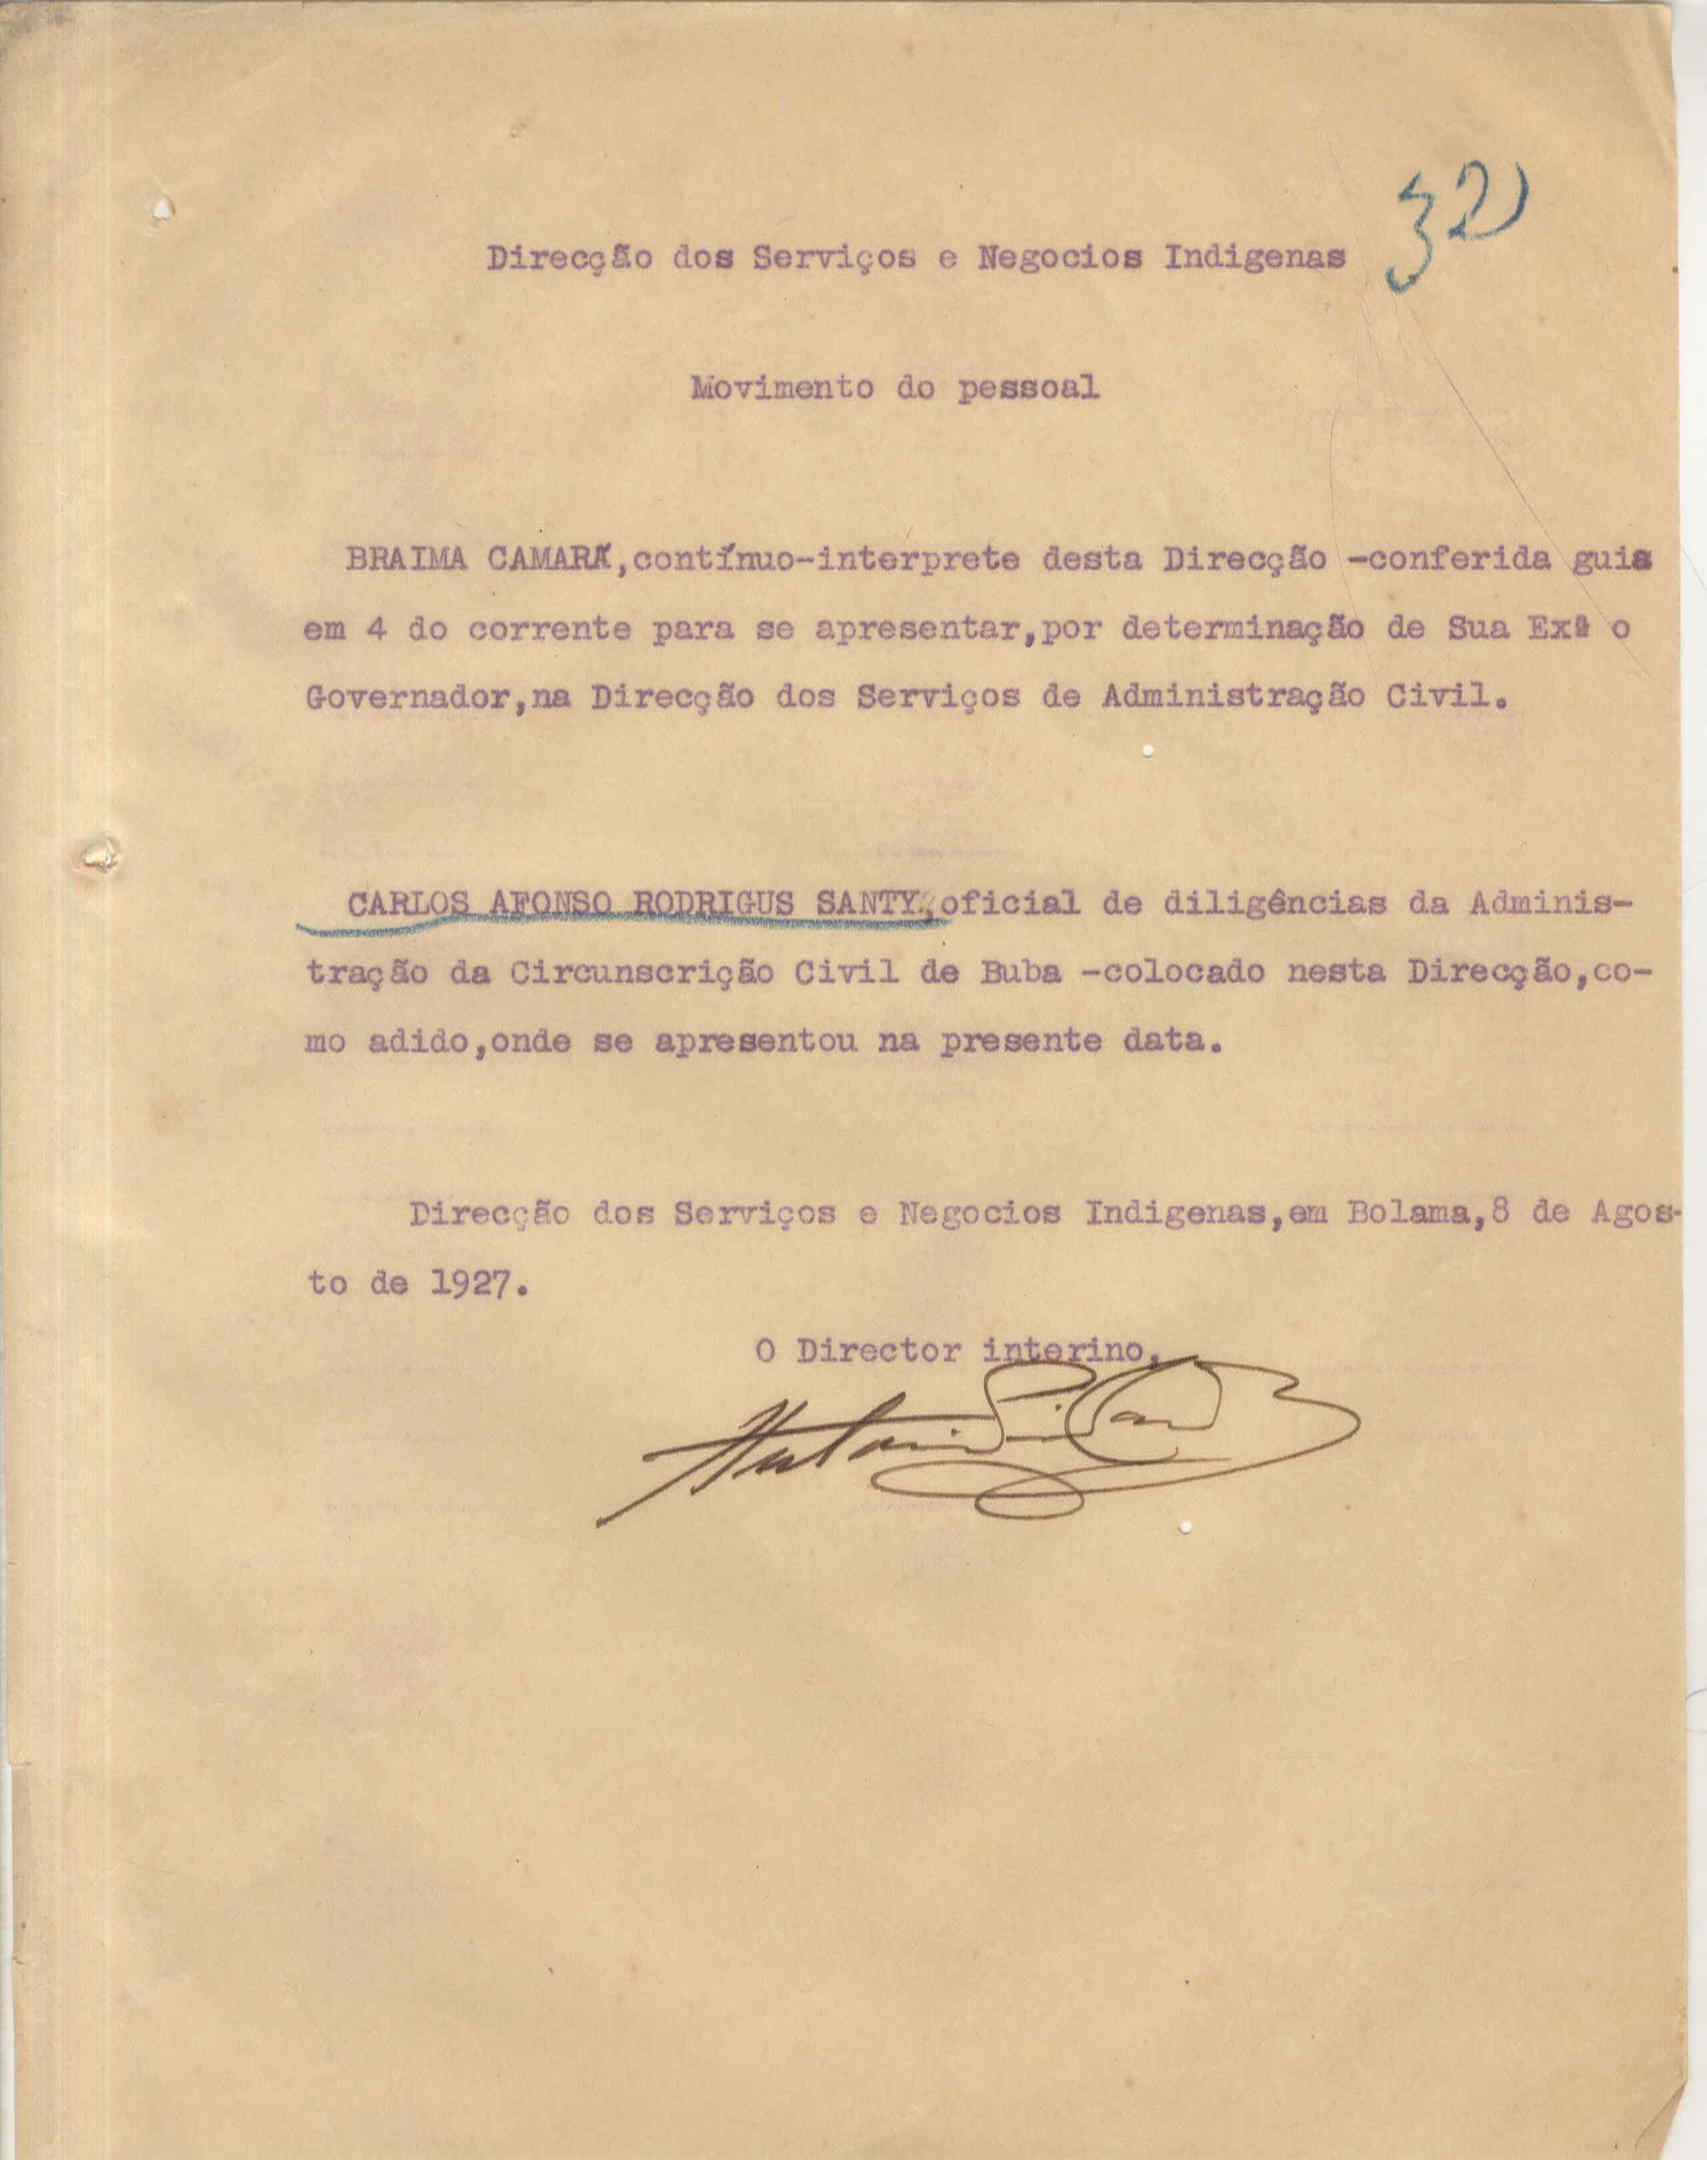 32)
Direcção dos Serviços e Negocios Indigenas
Movimento do pessoal
BRAIMA CAMARÁ,contínuo-interprete desta Direcção -conferida guia
em 4 do corrente para se apresentar,por determinação de Sua Exª o
Governador,na Direcção dos Serviços de Administração Civil.
CARLOS AFONSO RODRIGUS SANTY,oficial de diligências da Adminis-
tração da Circunscrição Civil de Buba -colocado nesta Direcção,co-
mo adido,onde se apresentou na presente data.
Direcção dos Serviços e Negocios Indigenas,em Bolama,8 de Agos-
to de 1927.
O Director interino,